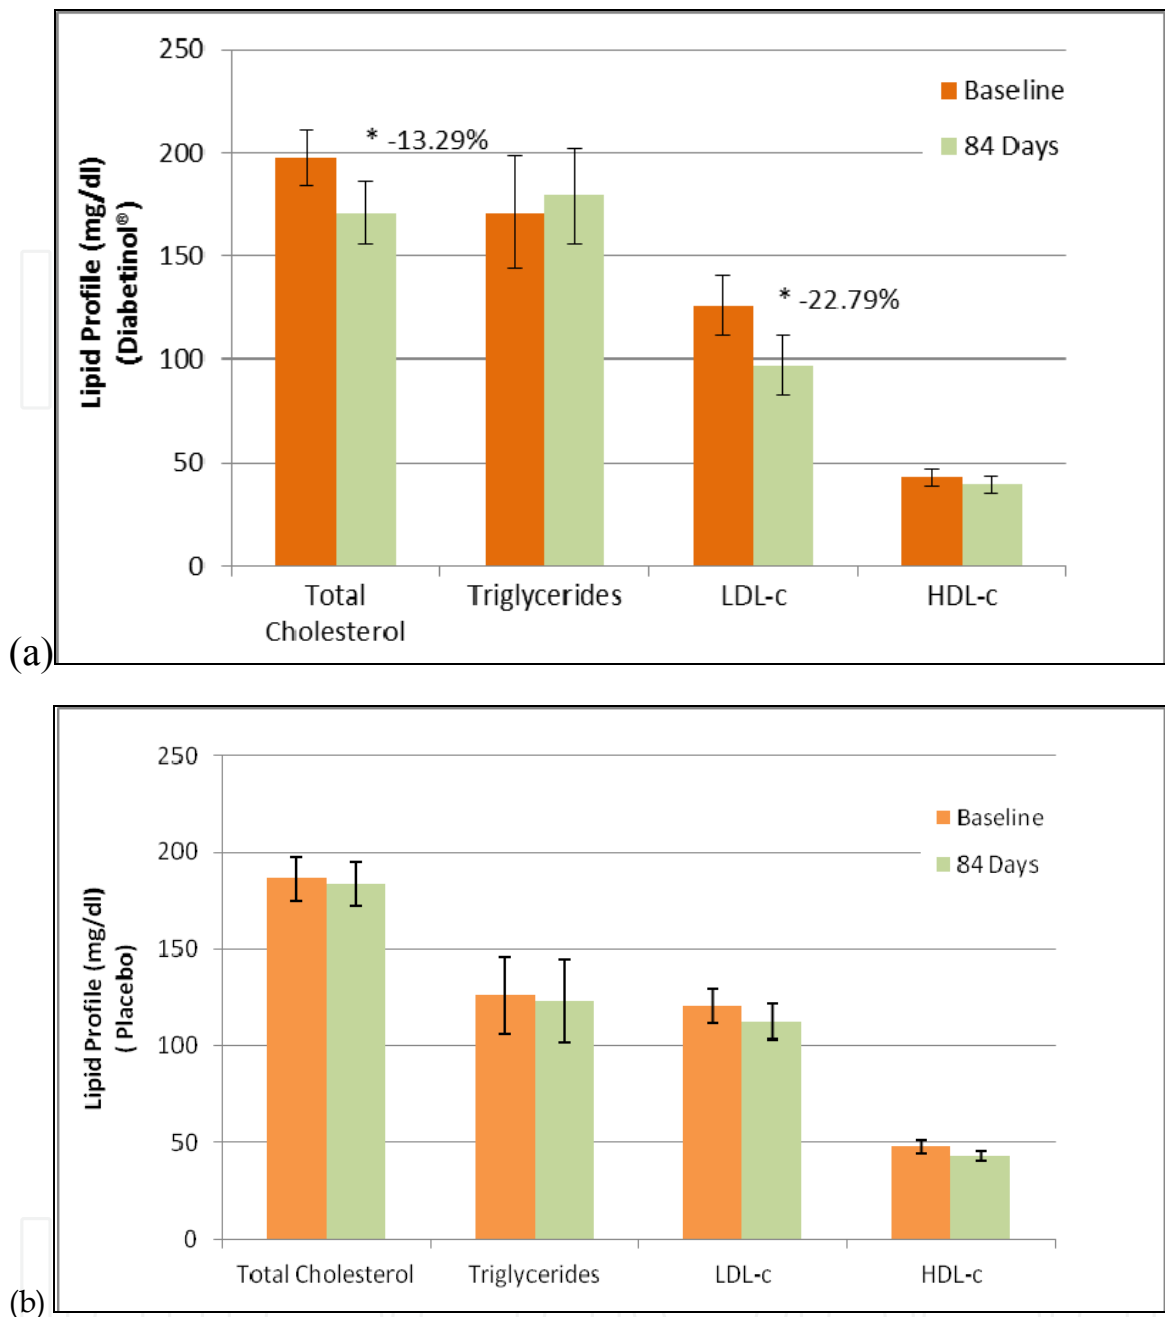 250
Baseline
84 Days
* -13.29%
200
150
* -22.79%
100
50
0
Lipid Profile (mg/dl)
(Diabetinol®)
Total
Cholesterol
Triglycerides
LDL-c
HDL-c
(a)
250
Baseline
84 Days
200
150
100
50
0
Lipid Profile (mg/dl)
( Placebo)
Total Cholesterol
Triglycerides
LDL-c
HDL-c
(b)